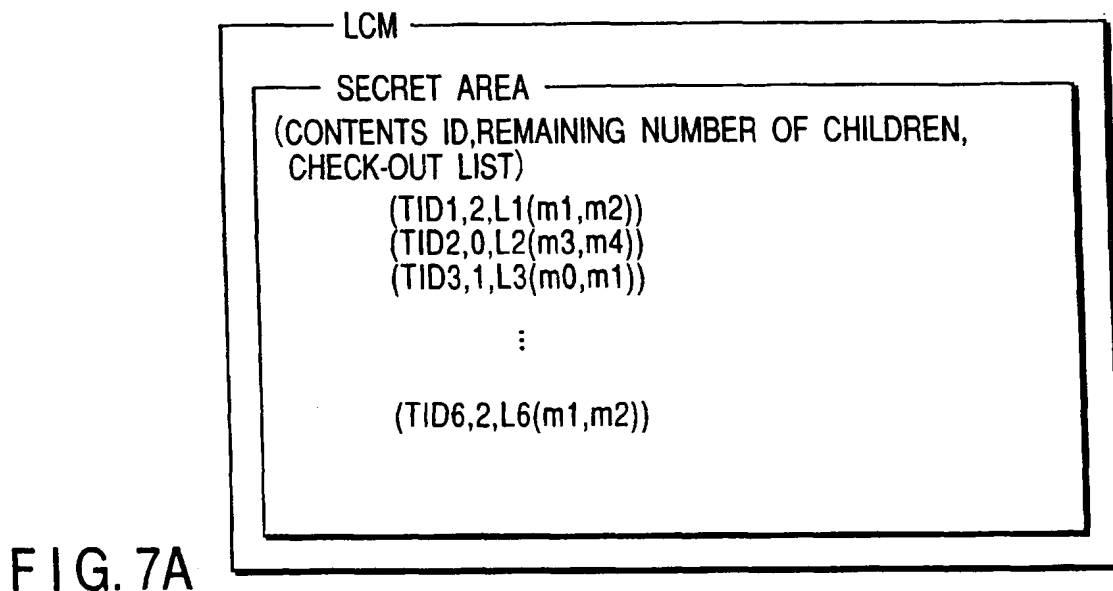 LCM
SECRET AREA
(CONTENTS ID,REMAINING NUMBER OF CHILDREN,
CHECK-OUT LIST)
(TID1,2,L1(m1,m2))
(TID2,0,L2(m3,m4))
(TID3,1,L3(m0,m1))
⋮
(TID6,2,L6(m1,m2))
FIG. 7A